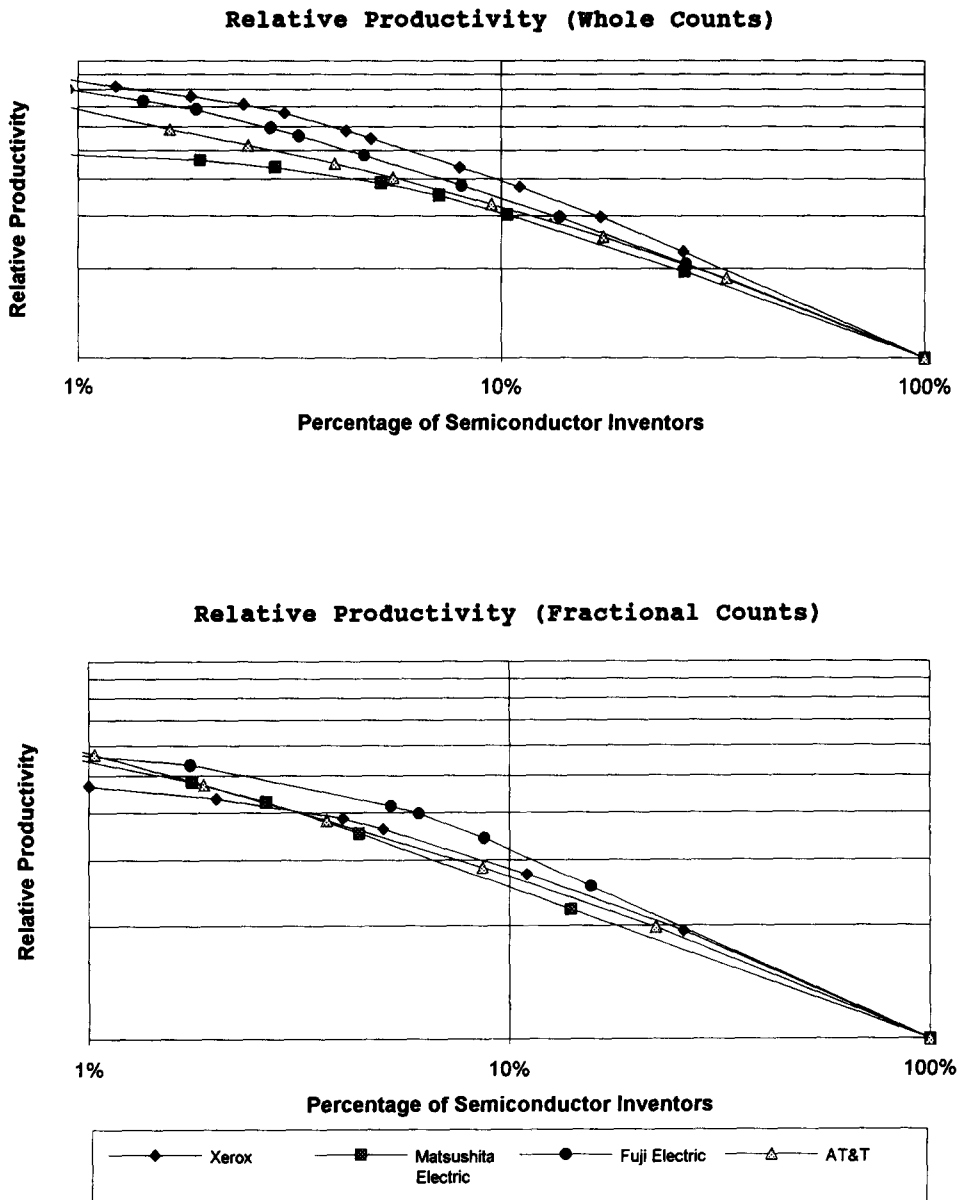 Relative Productivity (Whole Counts)
Relative Productivity
1%
10%
100%
Percentage of Semiconductor Inventors
Relative Productivity (Fractional Counts)
Relative Productivity
1%
10%
100%
Percentage of Semiconductor Inventors
Xerox
Matsushita
Electric
Fuji Electric
AT&T